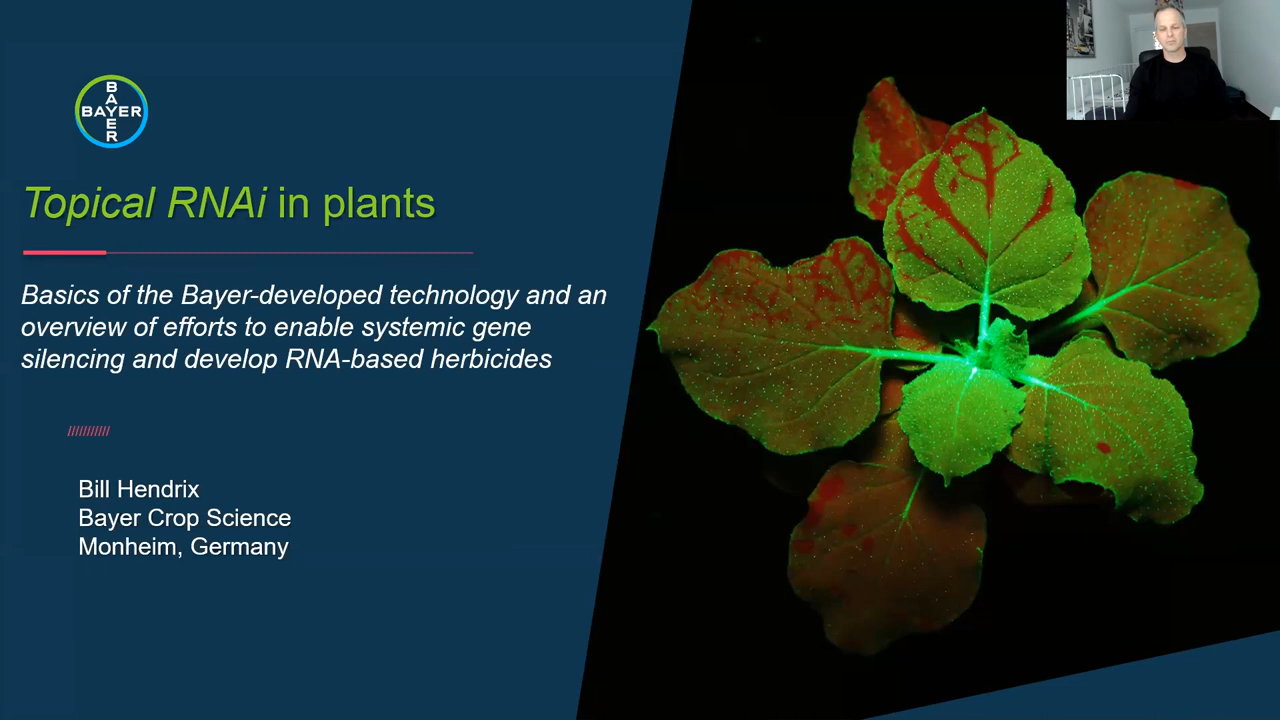 BAYER
BAYER
Topical RNAi in plants
Basics of the Bayer-developed technology and an
overview of efforts to enable systemic gene
silencing and develop RNA-based herbicides
///////////
Bill Hendrix
Bayer Crop Science
Monheim, Germany